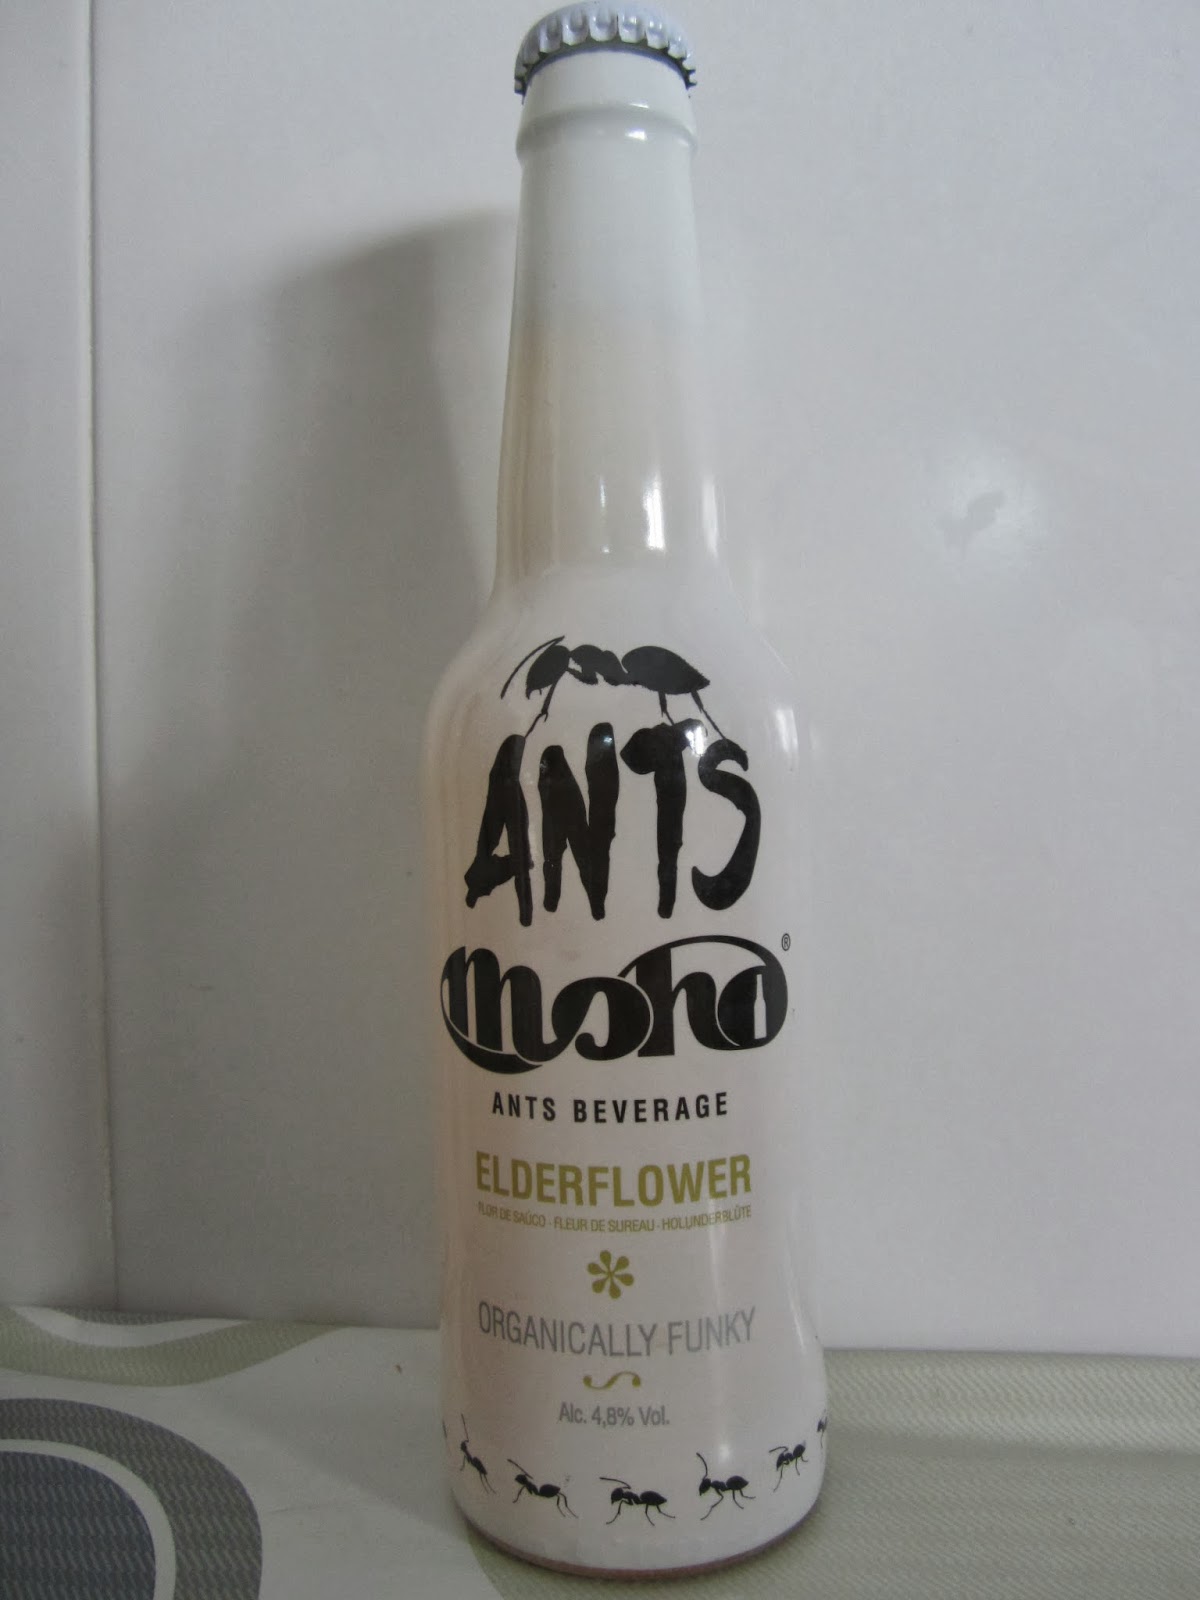 ANTS
moho®
ANTS BEVERAGE
ELDERFLOWER
FLOR DE SAÚCO · FLEUR DE SUREAU · HOLUNDERBLÜTE
ORGANICALLY FUNKY
Alc. 4,8% Vol.